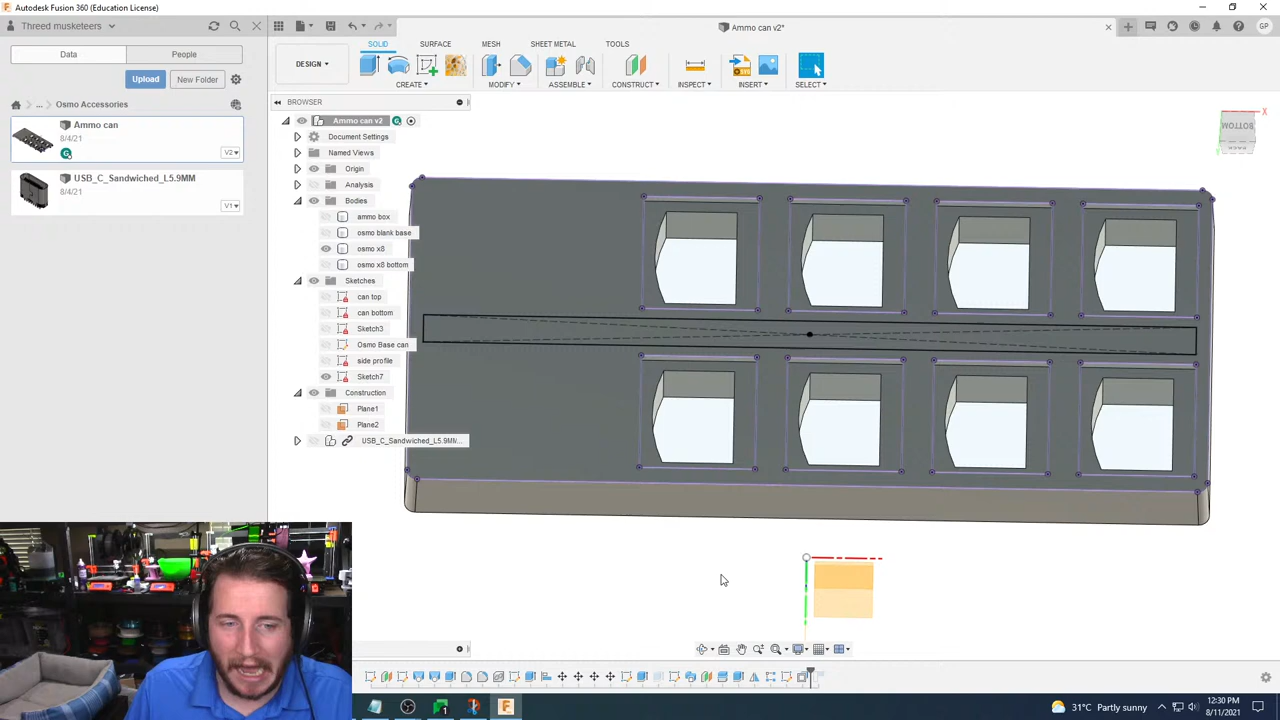 Autodesk Fusion 360 (Education License)
Threed musketeers
Ammo can v2*
GP
Data
People
Upload
New Folder
... > Osmo Accessories
Ammo can
8/4/21
G
V2
USB_C_Sandwiched_L5.9MM
8/4/21
V1
DESIGN
SOLID
SURFACE
MESH
SHEET METAL
TOOLS
CREATE
MODIFY
ASSEMBLE
CONSTRUCT
INSPECT
INSERT
SELECT
BROWSER
Ammo can v2
Document Settings
Named Views
Origin
Analysis
Bodies
ammo box
osmo blank base
osmo x8
osmo x8 bottom
Sketches
can top
can bottom
Sketch3
Osmo Base can
side profile
Sketch7
Construction
Plane1
Plane2
USB_C_Sandwiched_L5.9MM...
X
BOTTOM
31°C Partly sunny
12:30 PM
8/11/2021